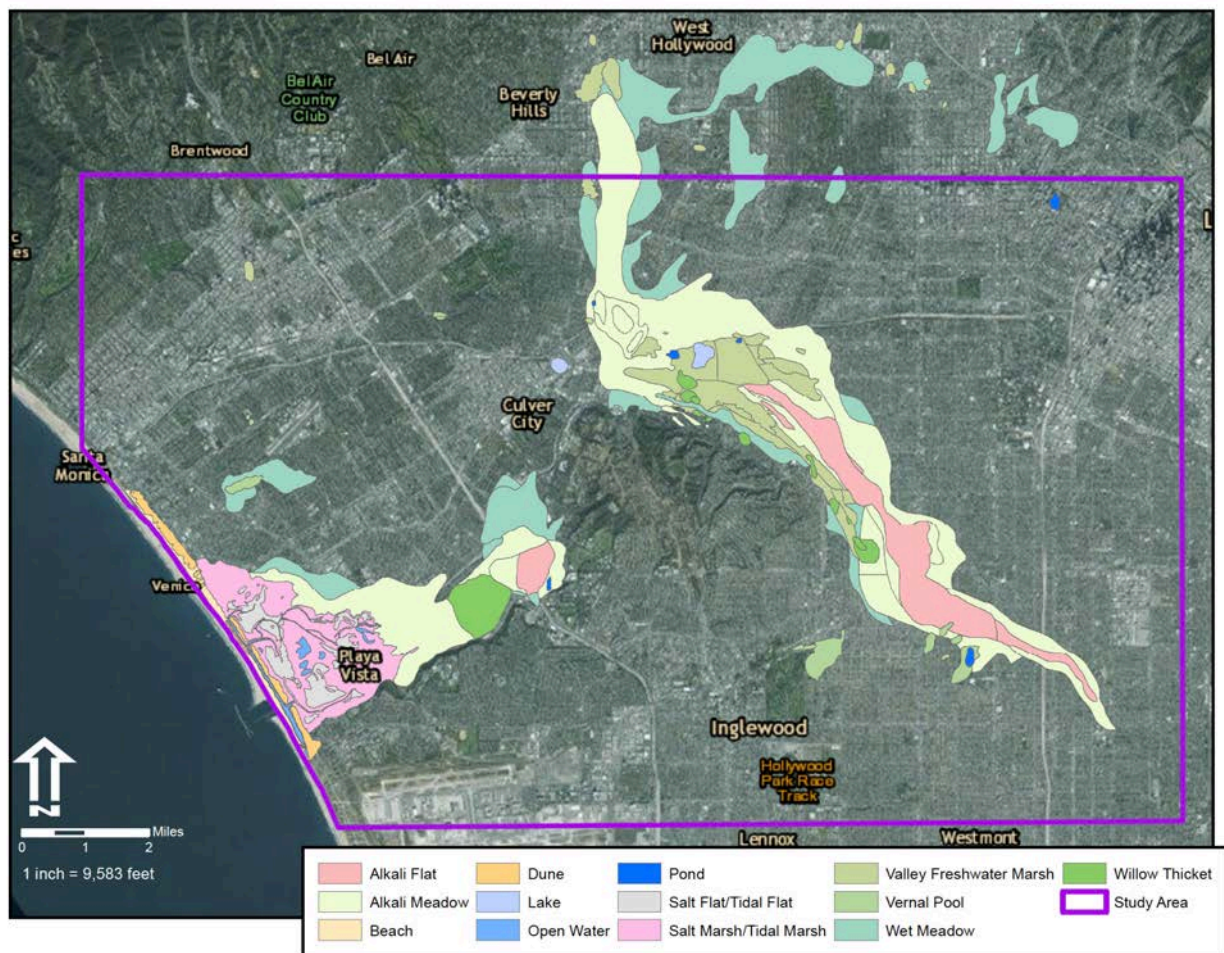 West
Hollywood
Bel Air
Bel Air
Country
Club
Beverly
Hills
Brentwood
L
c
es
Culver
City
Santa
Monica
Venice
Playa
Vista
Inglewood
Hollywood
Park Race
Track
N
Miles
0 1 2
Lennox
Westmont
1 inch = 9,583 feet
Alkali Flat
Dune
Pond
Valley Freshwater Marsh
Willow Thicket
Alkali Meadow
Lake
Salt Flat/Tidal Flat
Vernal Pool
Study Area
Beach
Open Water
Salt Marsh/Tidal Marsh
Wet Meadow